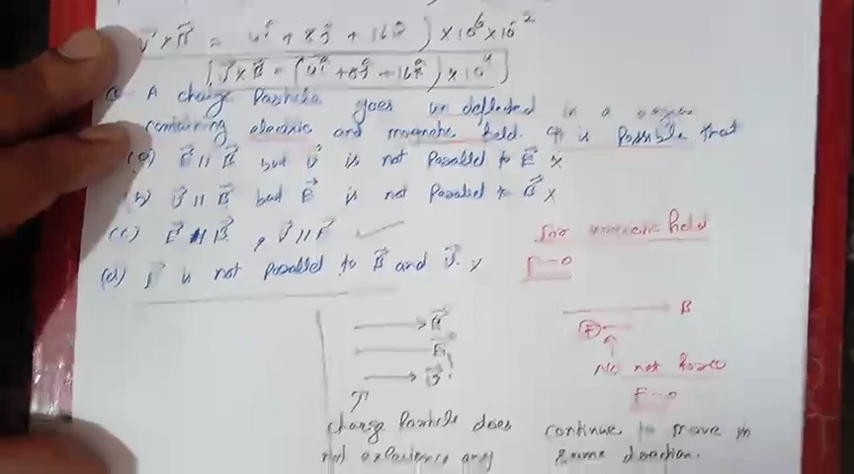 V⃗ × B⃗ = 4î + 8ĵ + 16k̂ ) × 10⁶ × 10⁻²
[V⃗ × B⃗ = (4î + 8ĵ + 16k̂) × 10⁴]
Q. A charge Particle goes un deflected in a
containing electric and magnetic field. It is Possible that
(a) E⃗ || B⃗ but V⃗ is not Parallel to E⃗ ×
(b) V⃗ || B⃗ but E⃗ is not Parallel to B⃗ ×
(c) E⃗ || B⃗, V⃗ || E⃗ ✓
(d) E⃗ is not Parallel to B⃗ and V⃗. ×
for magnetic field
F=0
B⃗
E⃗
V⃗
B
No net force
F=0
charge Particle does
not experience any
continue to move in
same direction.